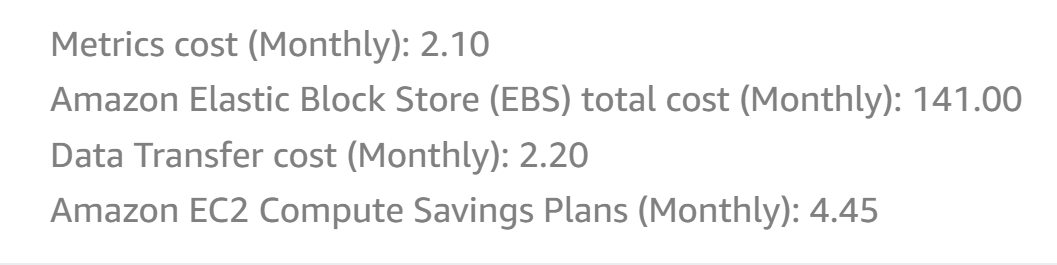 Metrics cost (Monthly): 2.10
Amazon Elastic Block Store (EBS) total cost (Monthly): 141.00
Data Transfer cost (Monthly): 2.20
Amazon EC2 Compute Savings Plans (Monthly): 4.45